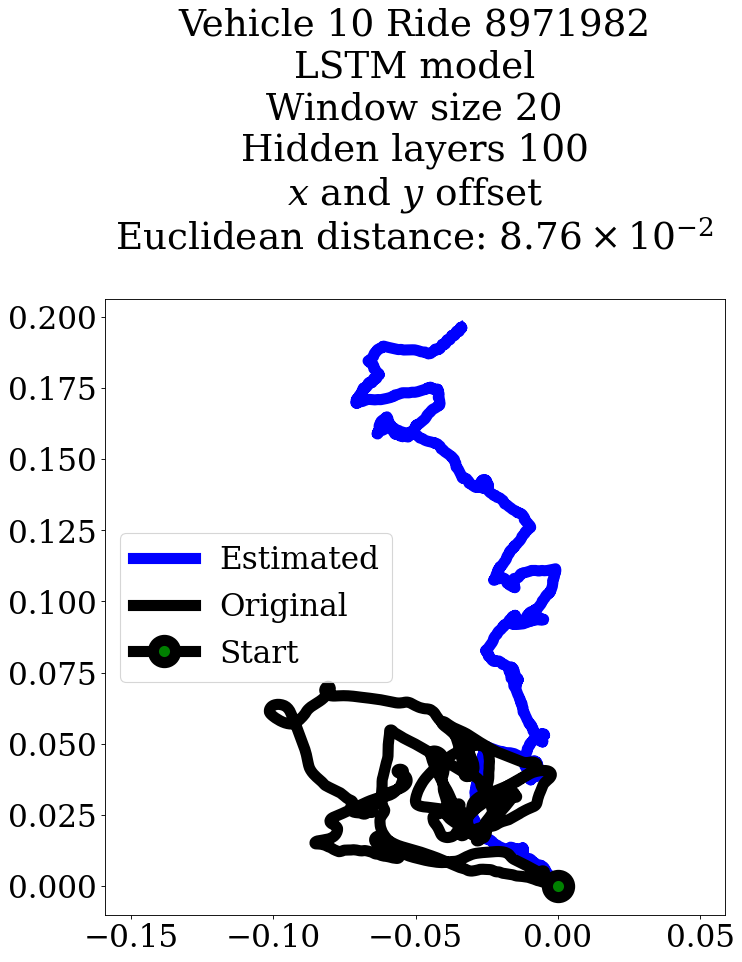 Vehicle 10 Ride 8971982
LSTM model
Window size 20
Hidden layers 100
x and y offset
Euclidean distance: 8.76 × 10⁻²
0.200
0.175
0.150
0.125
0.100
0.075
0.050
0.025
0.000
Estimated
Original
Start
−0.15 −0.10 −0.05 0.00 0.05